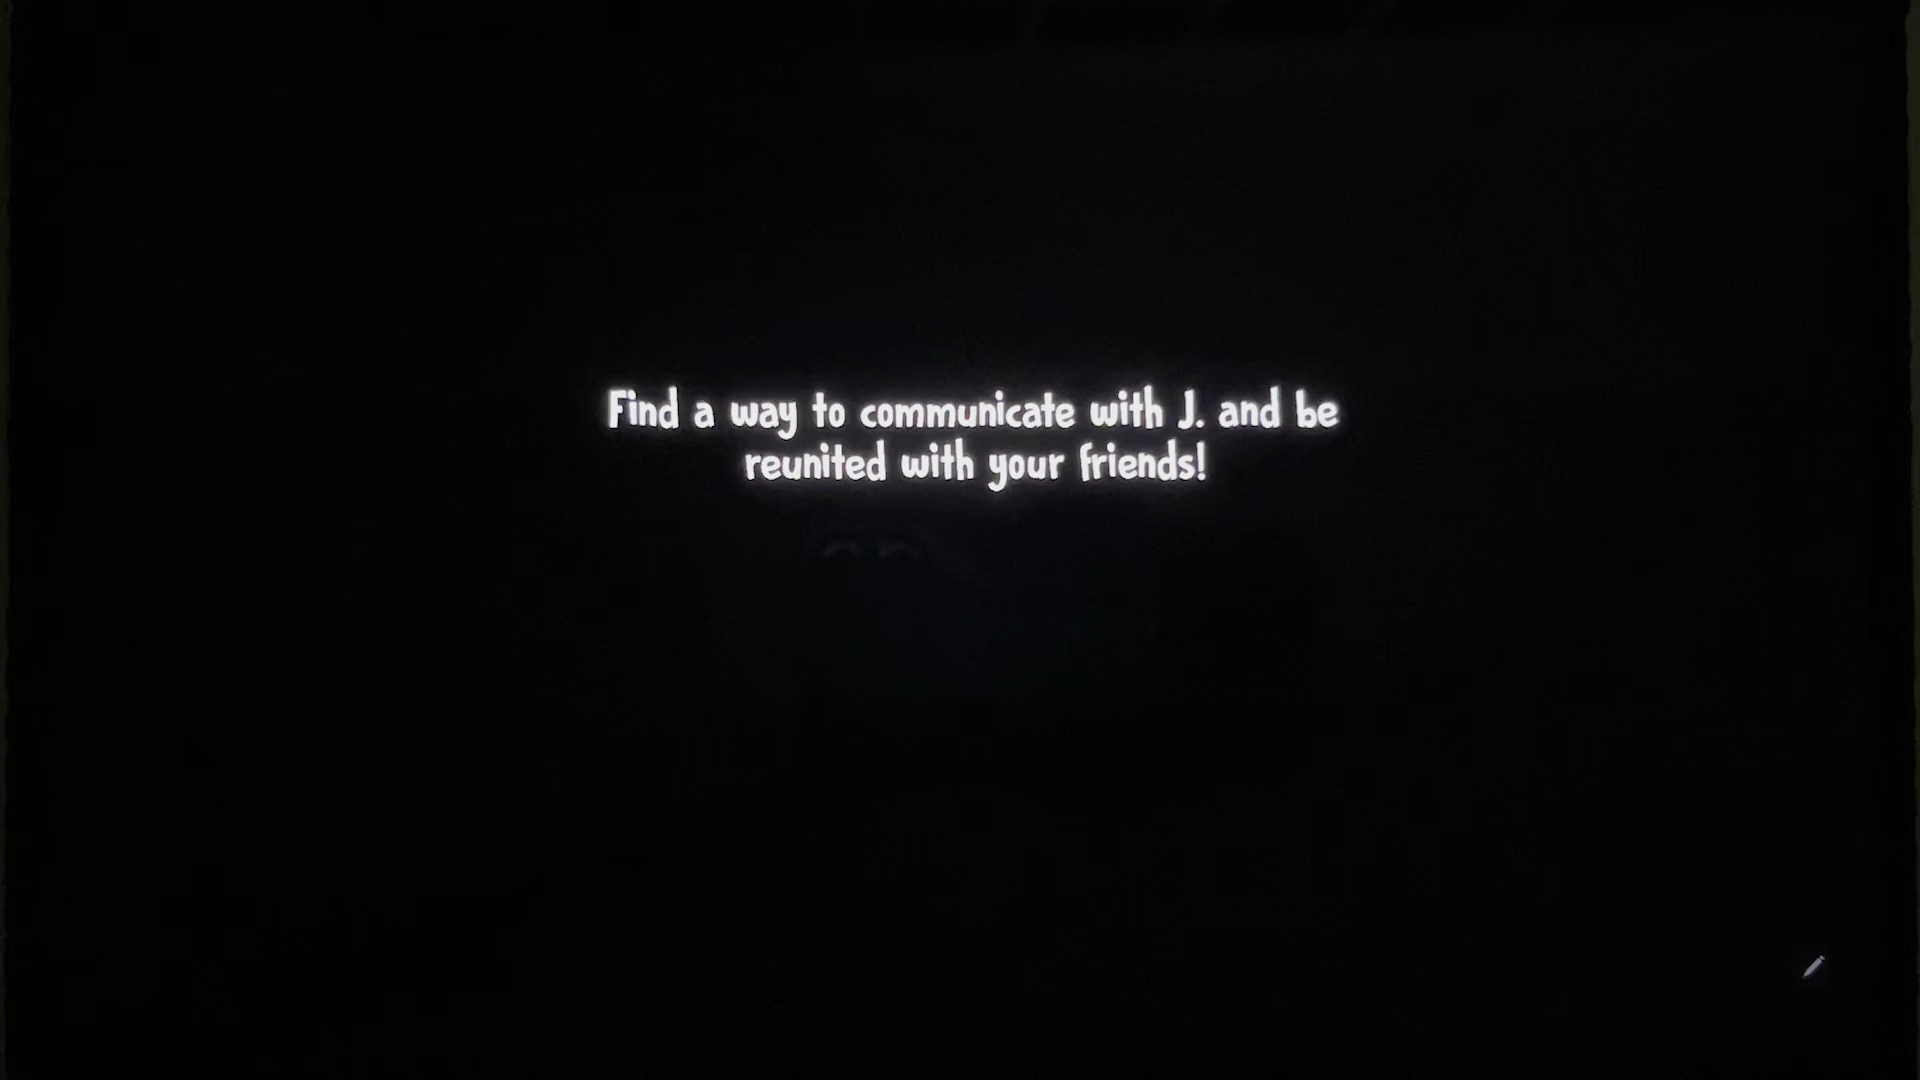 Find a way to communicate with J. and be
reunited with your friends!